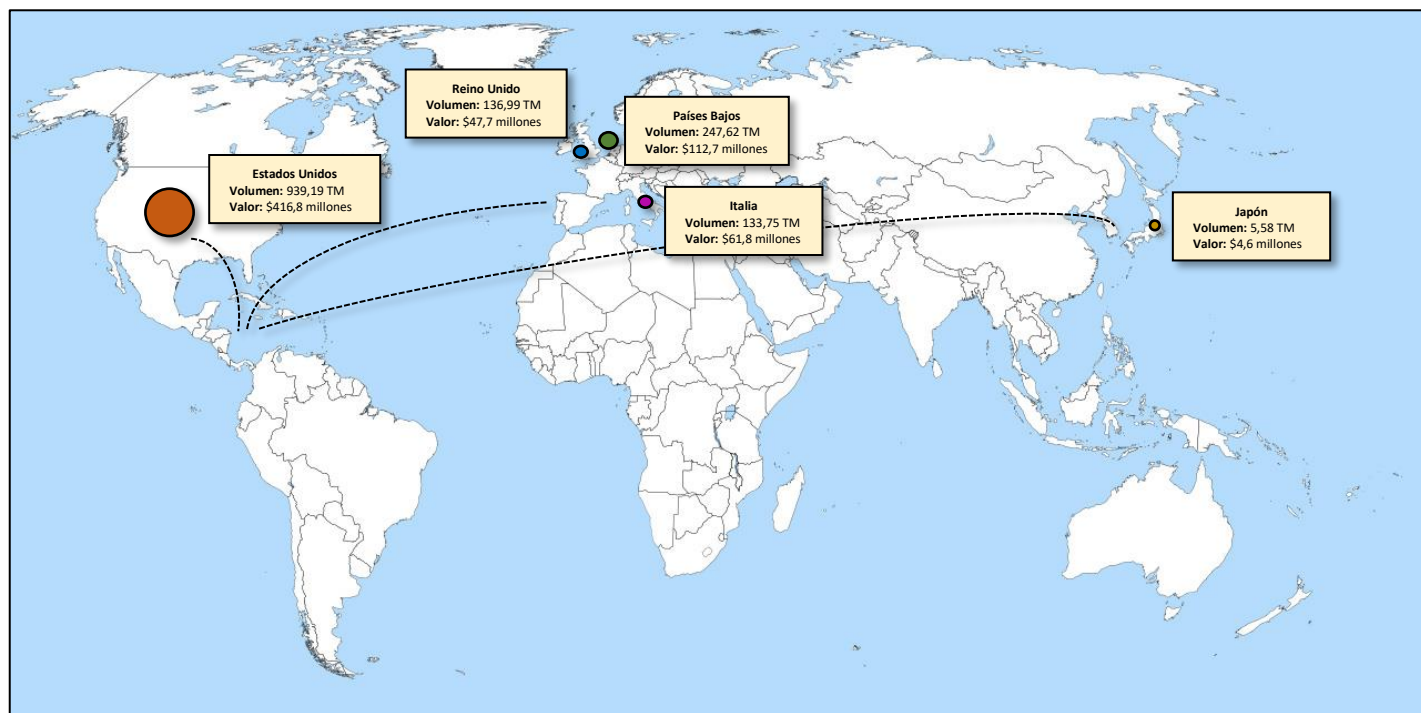 Reino Unido
Volumen: 136,99 TM
Valor: $47,7 millones
Países Bajos
Volumen: 247,62 TM
Valor: $112,7 millones
Estados Unidos
Volumen: 939,19 TM
Valor: $416,8 millones
Italia
Volumen: 133,75 TM
Valor: $61,8 millones
Japón
Volumen: 5,58 TM
Valor: $4,6 millones